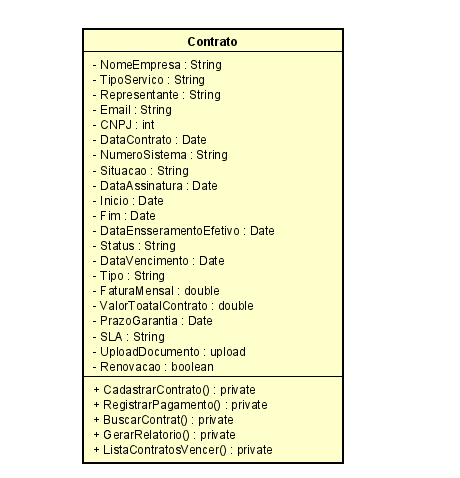 Contrato
- NomeEmpresa : String
- TipoServico : String
- Representante : String
- Email : String
- CNPJ : int
- DataContrato : Date
- NumeroSistema : String
- Situacao : String
- DataAssinatura : Date
- Inicio : Date
- Fim : Date
- DataEnsseramentoEfetivo : Date
- Status : String
- DataVencimento : Date
- Tipo : String
- FaturaMensal : double
- ValorToatalContrato : double
- PrazoGarantia : Date
- SLA : String
- UploadDocumento : upload
- Renovacao : boolean
+ CadastrarContrato() : private
+ RegistrarPagamento() : private
+ BuscarContrat() : private
+ GerarRelatorio() : private
+ ListaContratosVencer() : private